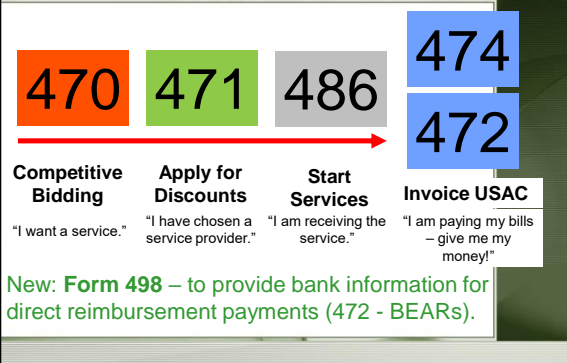 470
471
486
474
472
Competitive
Bidding
"I want a service."
Apply for
Discounts
"I have chosen a
service provider."
Start
Services
"I am receiving the
service."
Invoice USAC
"I am paying my bills
– give me my
money!"
New: Form 498 – to provide bank information for
direct reimbursement payments (472 - BEARs).